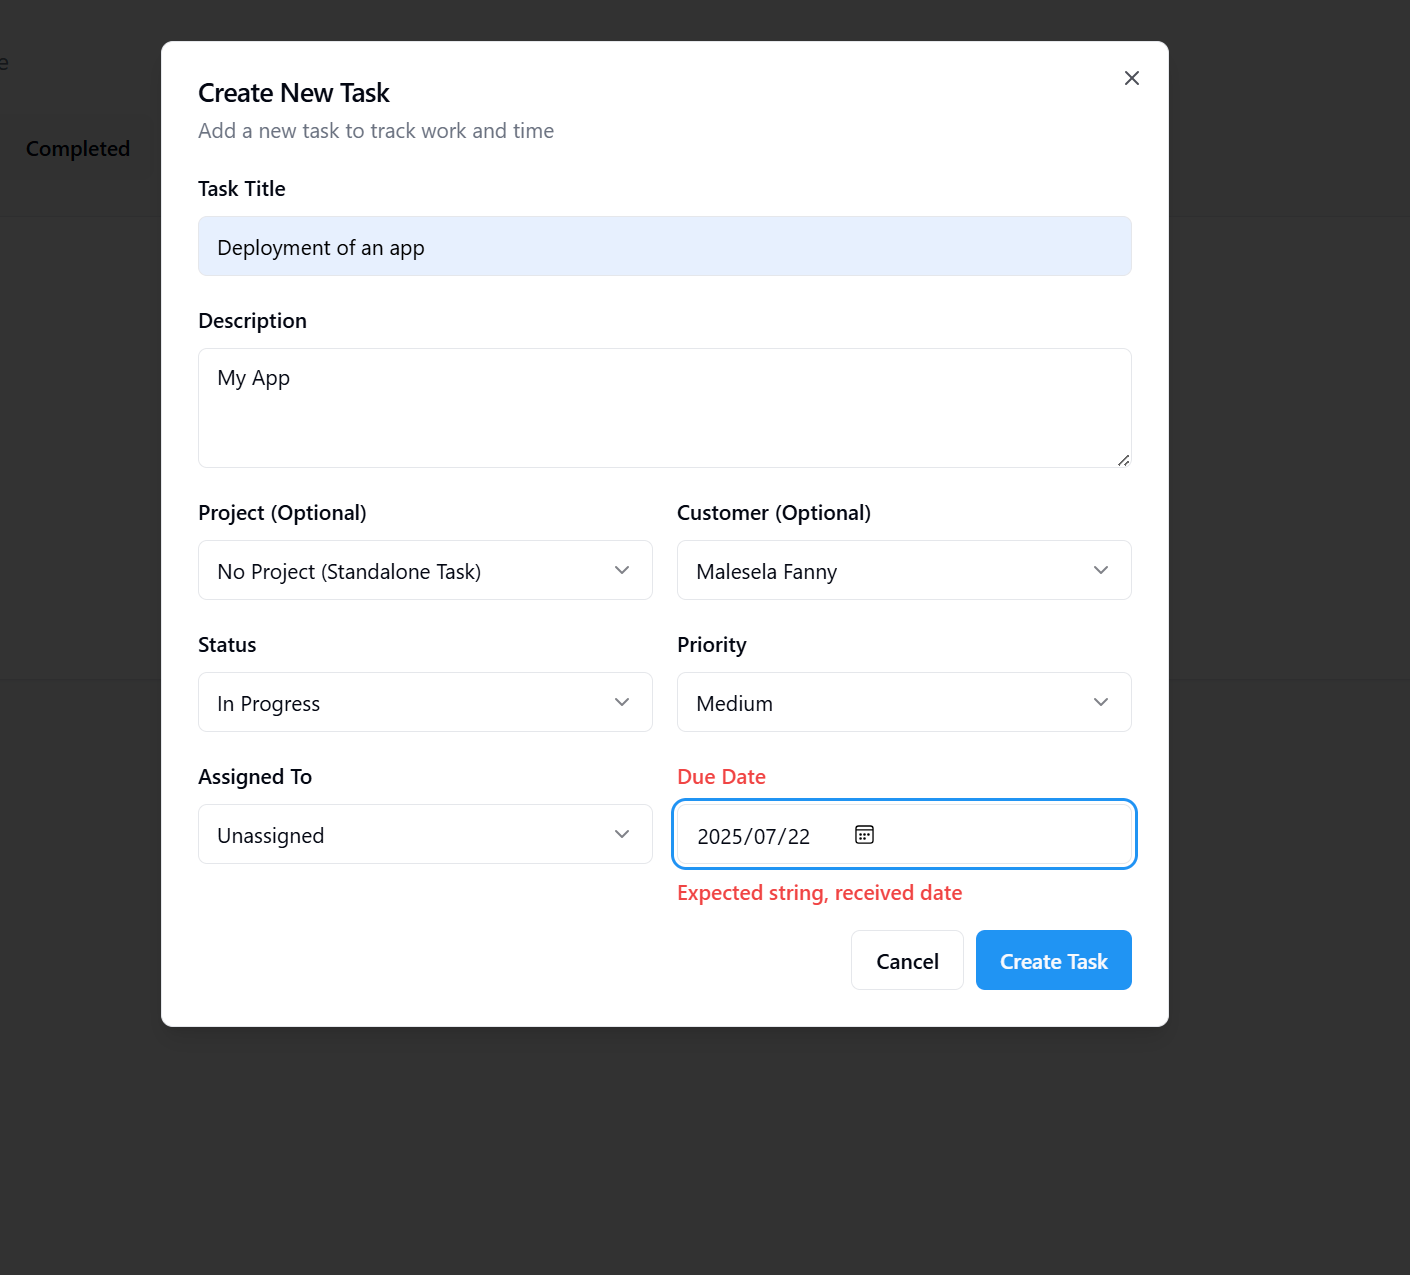 Completed
Create New Task
Add a new task to track work and time
Task Title
Deployment of an app
Description
My App
Project (Optional)
Customer (Optional)
No Project (Standalone Task)
Malesela Fanny
Status
Priority
In Progress
Medium
Assigned To
Due Date
Unassigned
2025/07/22
Expected string, received date
Cancel
Create Task